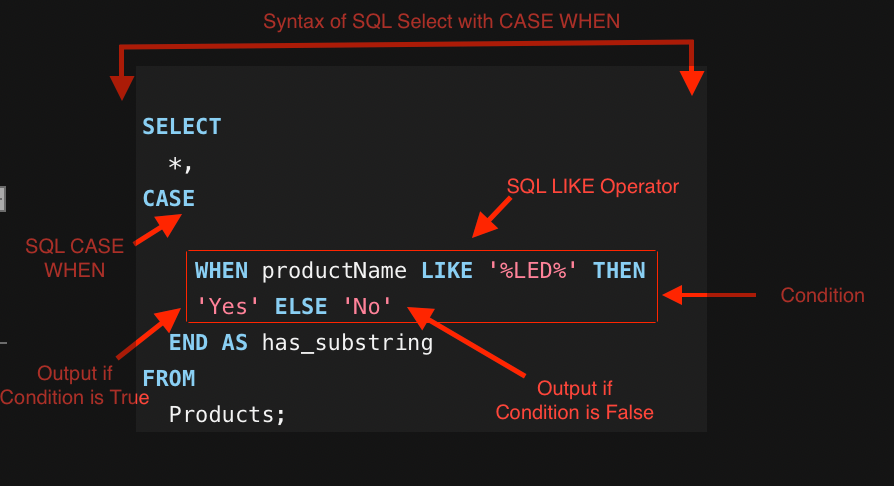 Syntax of SQL Select with CASE WHEN
SELECT
*,
SQL LIKE Operator
CASE
SQL CASE
WHEN
WHEN productName LIKE '%LED%' THEN
'Yes' ELSE 'No'
Condition
END AS has_substring
Output if
Condition is True
FROM
Output if
Condition is False
Products;